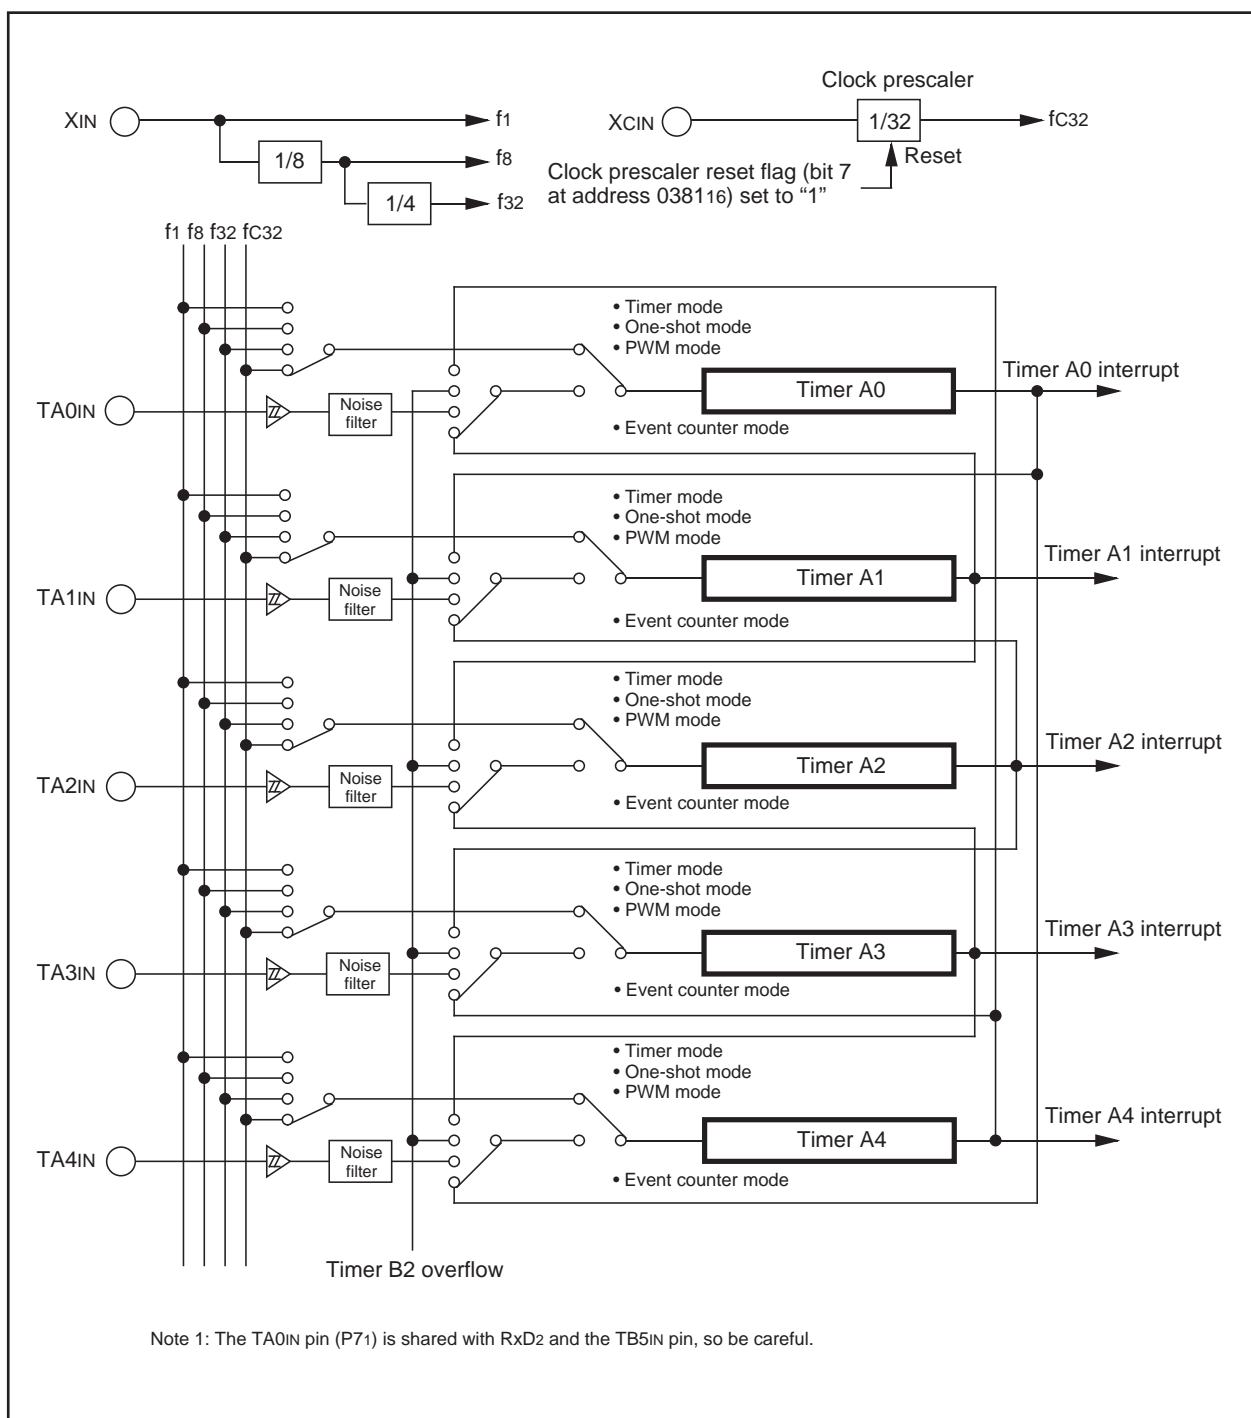 Clock prescaler
XIN
f1
XCIN
1/32
fC32
1/8
f8
Reset
Clock prescaler reset flag (bit 7
at address 038116) set to “1”
1/4
f32
f1 f8 f32 fC32
• Timer mode
• One-shot mode
• PWM mode
Timer A0 interrupt
TA0IN
Noise
filter
Timer A0
• Event counter mode
• Timer mode
• One-shot mode
• PWM mode
Timer A1 interrupt
TA1IN
Noise
filter
Timer A1
• Event counter mode
• Timer mode
• One-shot mode
• PWM mode
Timer A2 interrupt
TA2IN
Noise
filter
Timer A2
• Event counter mode
• Timer mode
• One-shot mode
• PWM mode
Timer A3 interrupt
TA3IN
Noise
filter
Timer A3
• Event counter mode
• Timer mode
• One-shot mode
• PWM mode
Timer A4 interrupt
TA4IN
Noise
filter
Timer A4
• Event counter mode
Timer B2 overflow
Note 1: The TA0IN pin (P71) is shared with RxD2 and the TB5IN pin, so be careful.